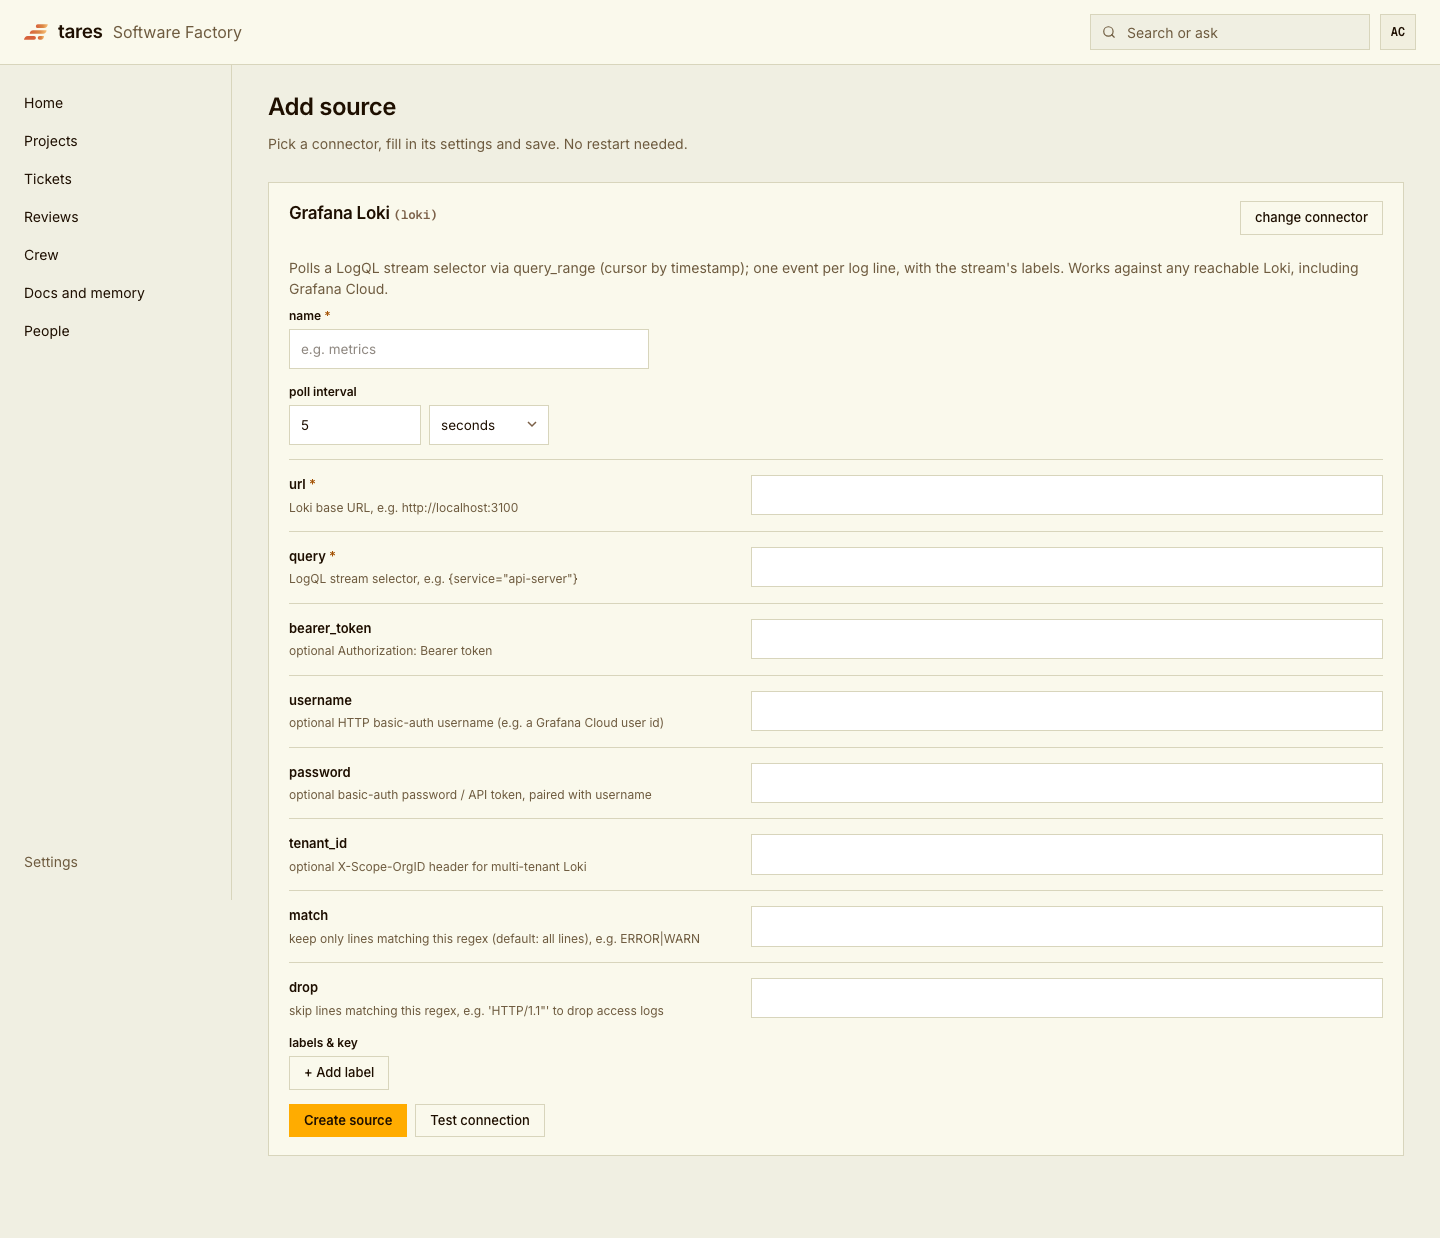 tares Software Factory
Search or ask
AC
Home
Projects
Tickets
Reviews
Crew
Docs and memory
People
Settings
Add source
Pick a connector, fill in its settings and save. No restart needed.
Grafana Loki (loki)
change connector
Polls a LogQL stream selector via query_range (cursor by timestamp); one event per log line, with the stream's labels. Works against any reachable Loki, including
Grafana Cloud.
name *
e.g. metrics
poll interval
5
seconds
url *
Loki base URL, e.g. http://localhost:3100
query *
LogQL stream selector, e.g. {service="api-server"}
bearer_token
optional Authorization: Bearer token
username
optional HTTP basic-auth username (e.g. a Grafana Cloud user id)
password
optional basic-auth password / API token, paired with username
tenant_id
optional X-Scope-OrgID header for multi-tenant Loki
match
keep only lines matching this regex (default: all lines), e.g. ERROR|WARN
drop
skip lines matching this regex, e.g. 'HTTP/1.1"' to drop access logs
labels & key
+ Add label
Create source
Test connection